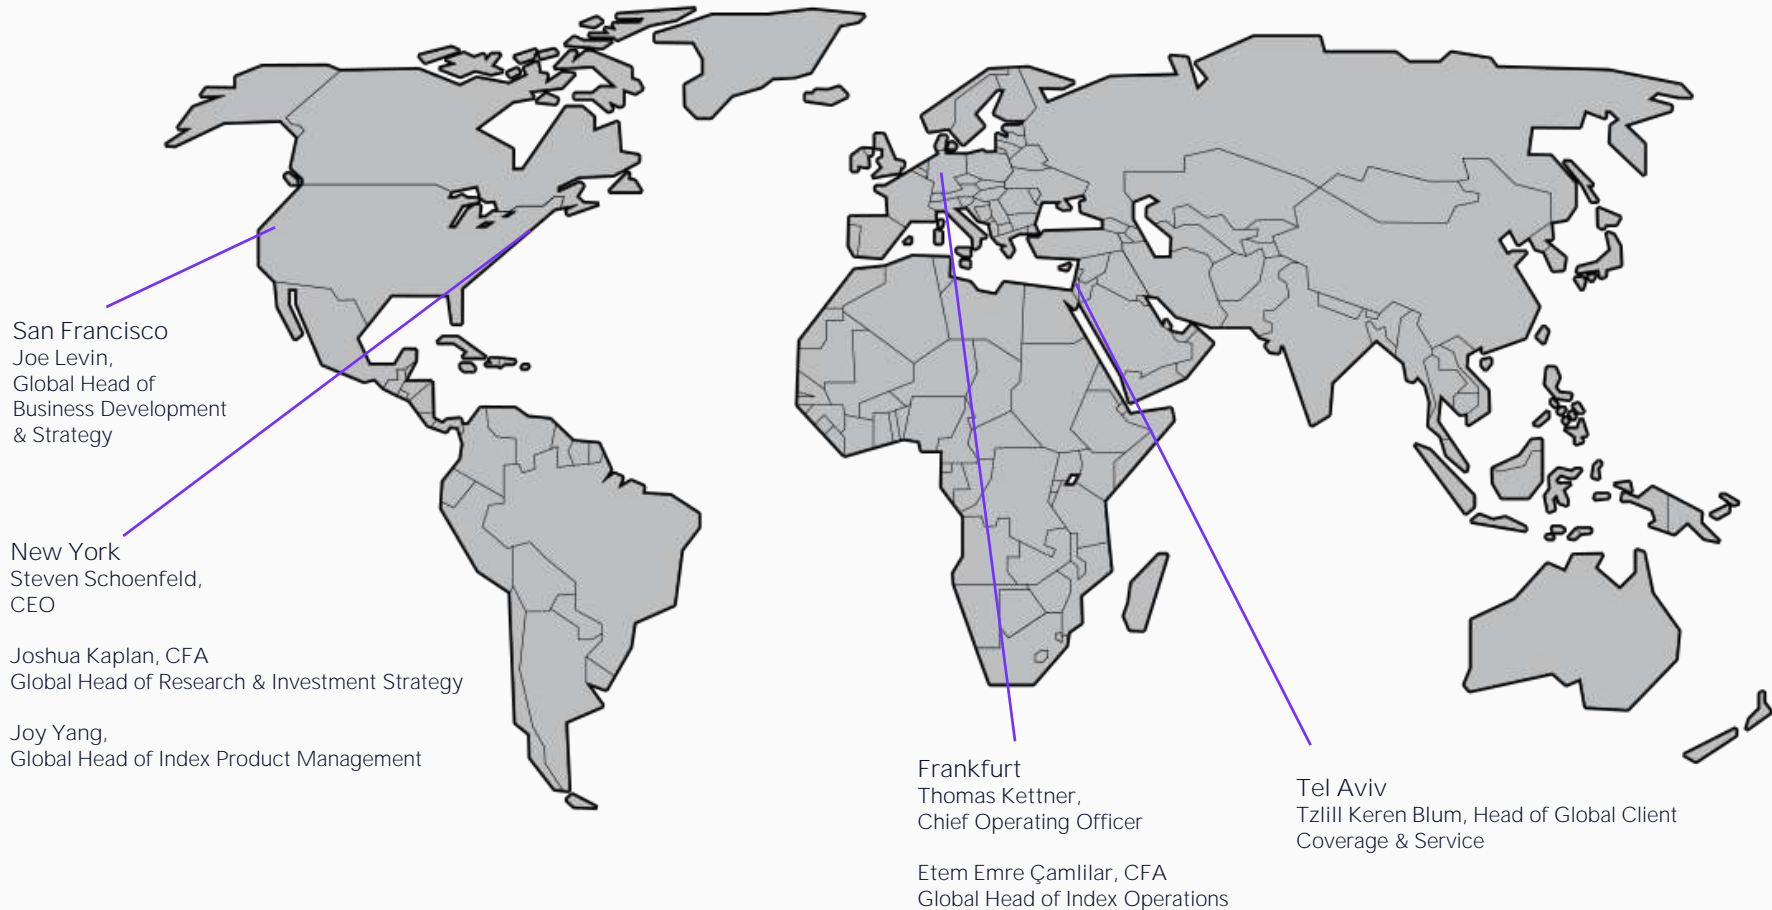 San Francisco
Joe Levin,
Global Head of
Business Development
& Strategy
New York
Steven Schoenfeld,
CEO
Joshua Kaplan, CFA
Global Head of Research & Investment Strategy
Joy Yang,
Global Head of Index Product Management
Frankfurt
Thomas Kettner,
Chief Operating Officer
Etem Emre Çamlilar, CFA
Global Head of Index Operations
Tel Aviv
Tzlill Keren Blum, Head of Global Client
Coverage & Service